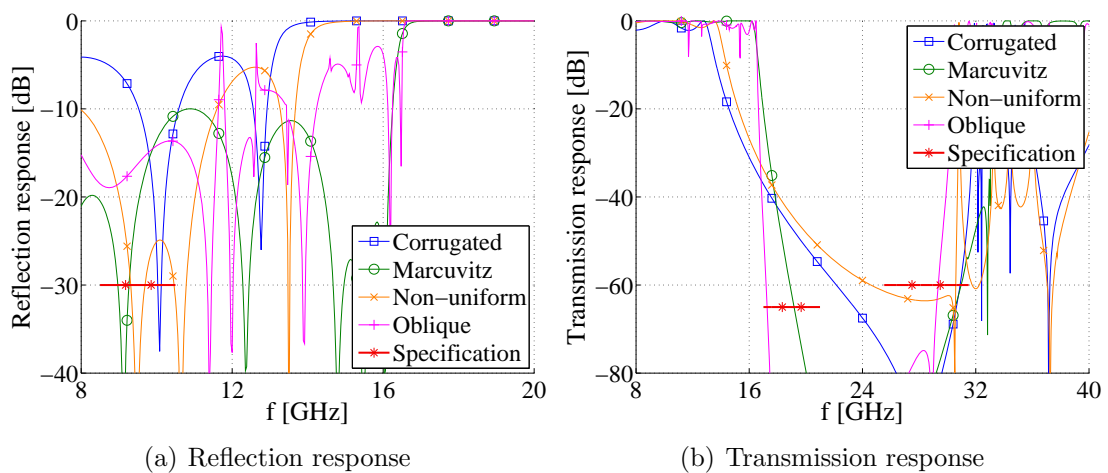 0
−10
−20
−30
−40
8
12
16
20
f [GHz]
Reflection response [dB]
Corrugated
Marcuvitz
Non−uniform
Oblique
Specification
(a) Reflection response
0
−20
−40
−60
−80
8
16
24
32
40
f [GHz]
Transmission response [dB]
Corrugated
Marcuvitz
Non−uniform
Oblique
Specification
(b) Transmission response